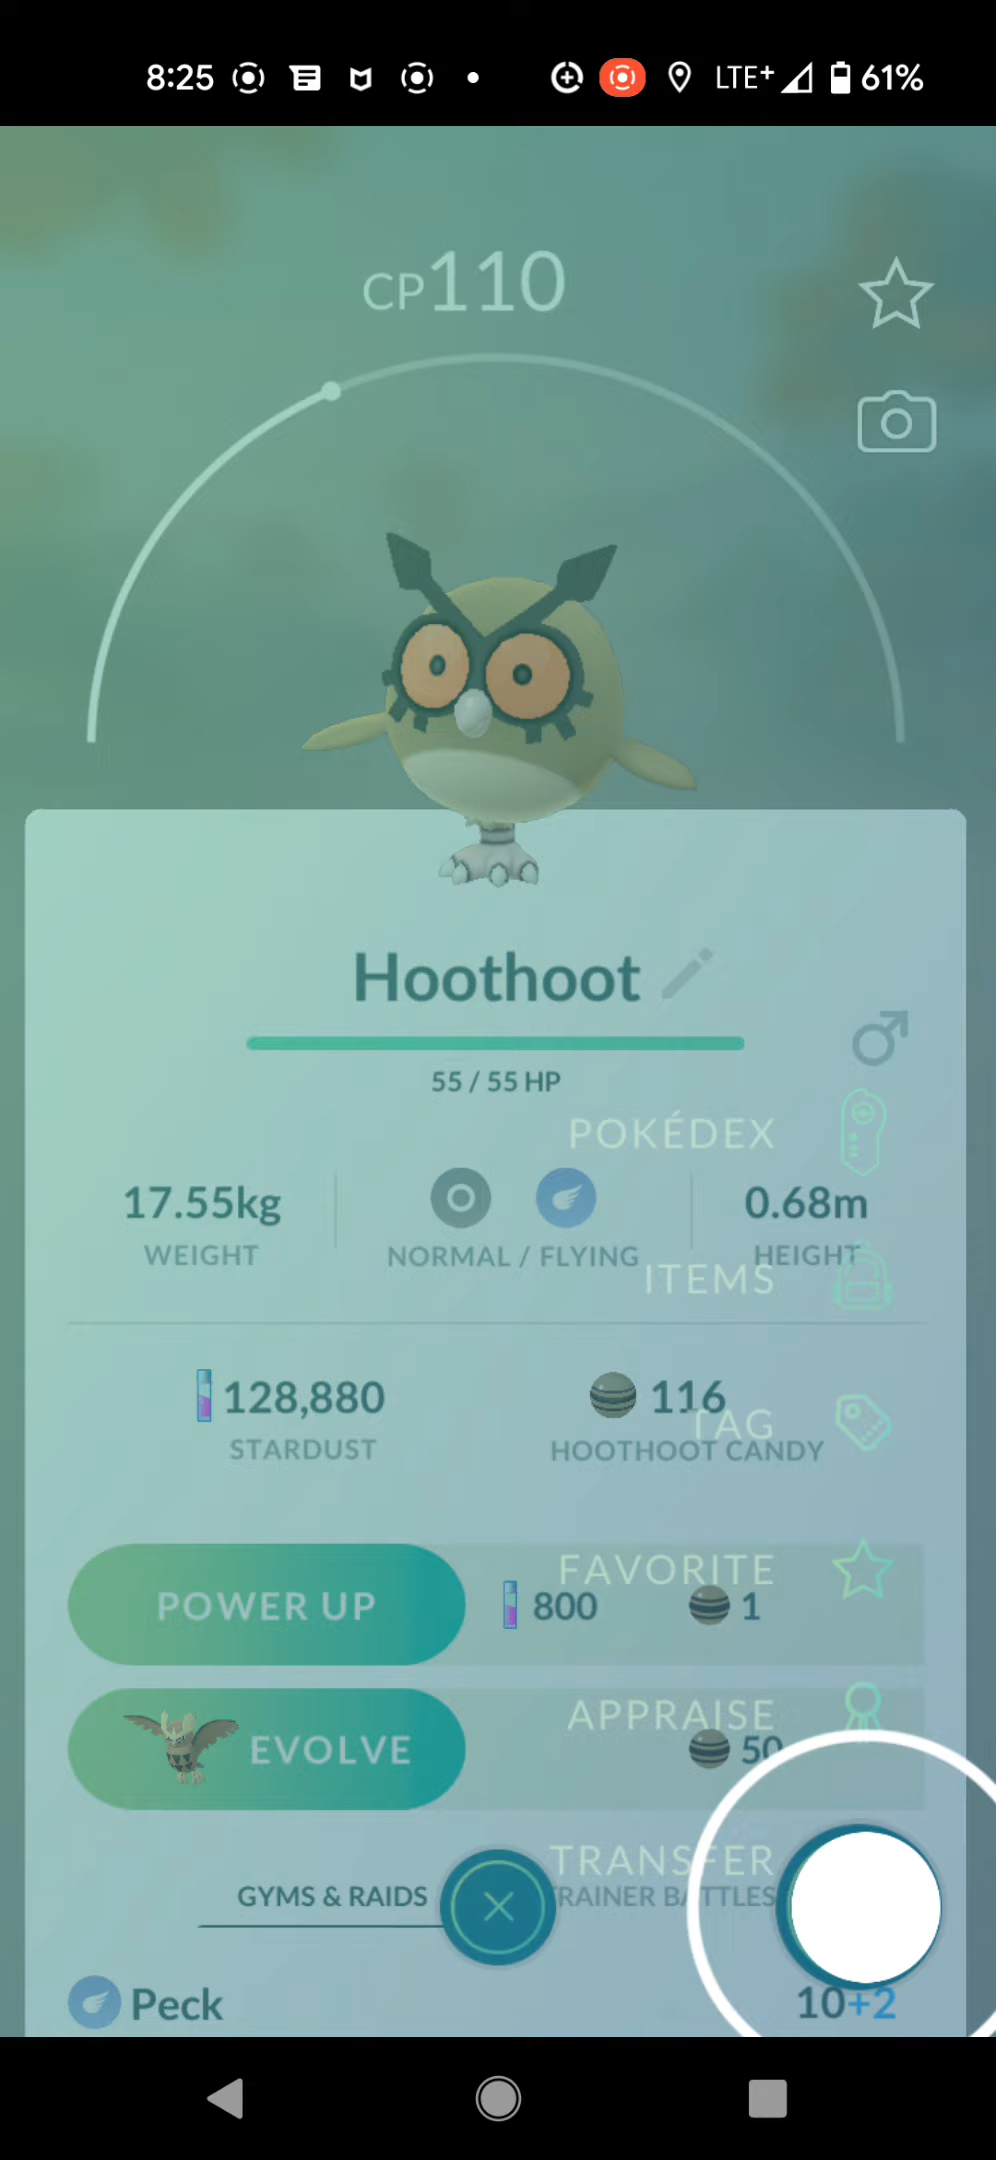 8:25 LTE+ 61%
CP110
Hoothoot
55 / 55 HP
POKÉDEX
17.55kg 0.68m
WEIGHT NORMAL / FLYING HEIGHT
ITEMS
128,880 116
TAG
STARDUST HOOTHOOT CANDY
FAVORITE
POWER UP 800 1
APPRAISE
EVOLVE 50
TRANSFER
GYMS & RAIDS TRAINER BATTLES
Peck 10+2